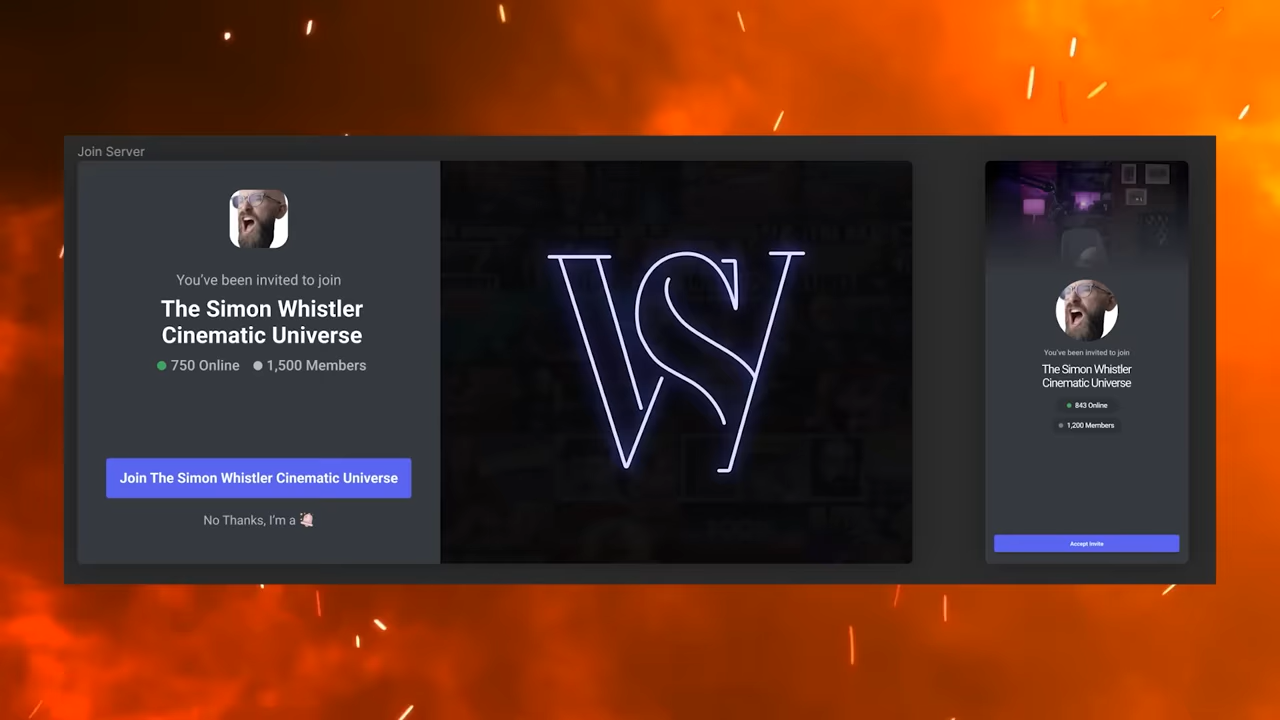 Join Server
You've been invited to join
The Simon Whistler
Cinematic Universe
750 Online
1,500 Members
Join The Simon Whistler Cinematic Universe
No Thanks, I'm a
WS
You've been invited to join
The Simon Whistler
Cinematic Universe
843 Online
1,200 Members
Accept Invite